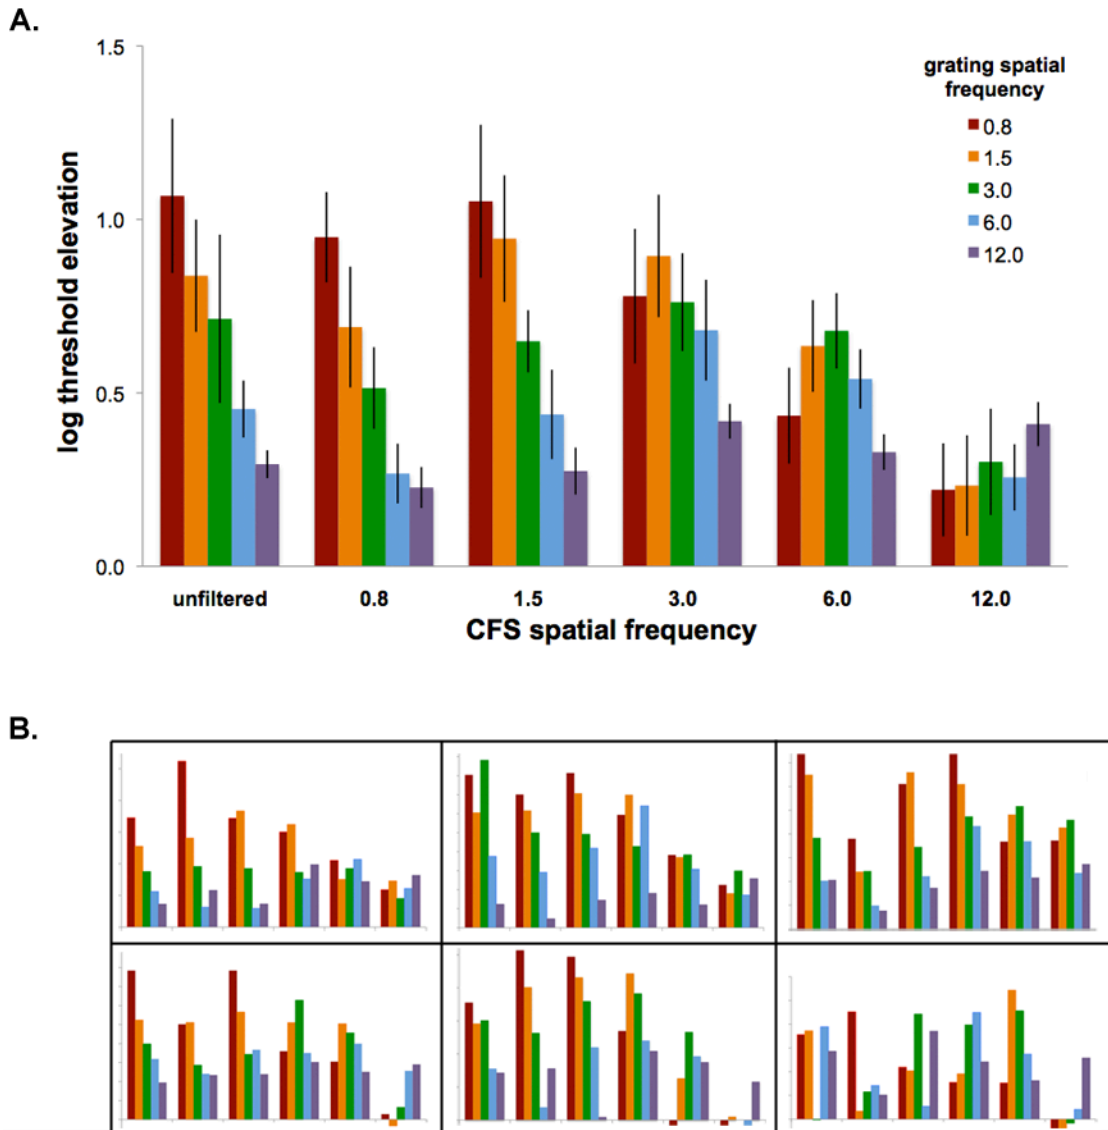 A.
1.5
1.0
0.5
0.0
log threshold elevation
grating spatial
frequency
0.8
1.5
3.0
6.0
12.0
unfiltered 0.8 1.5 3.0 6.0 12.0
CFS spatial frequency
B.